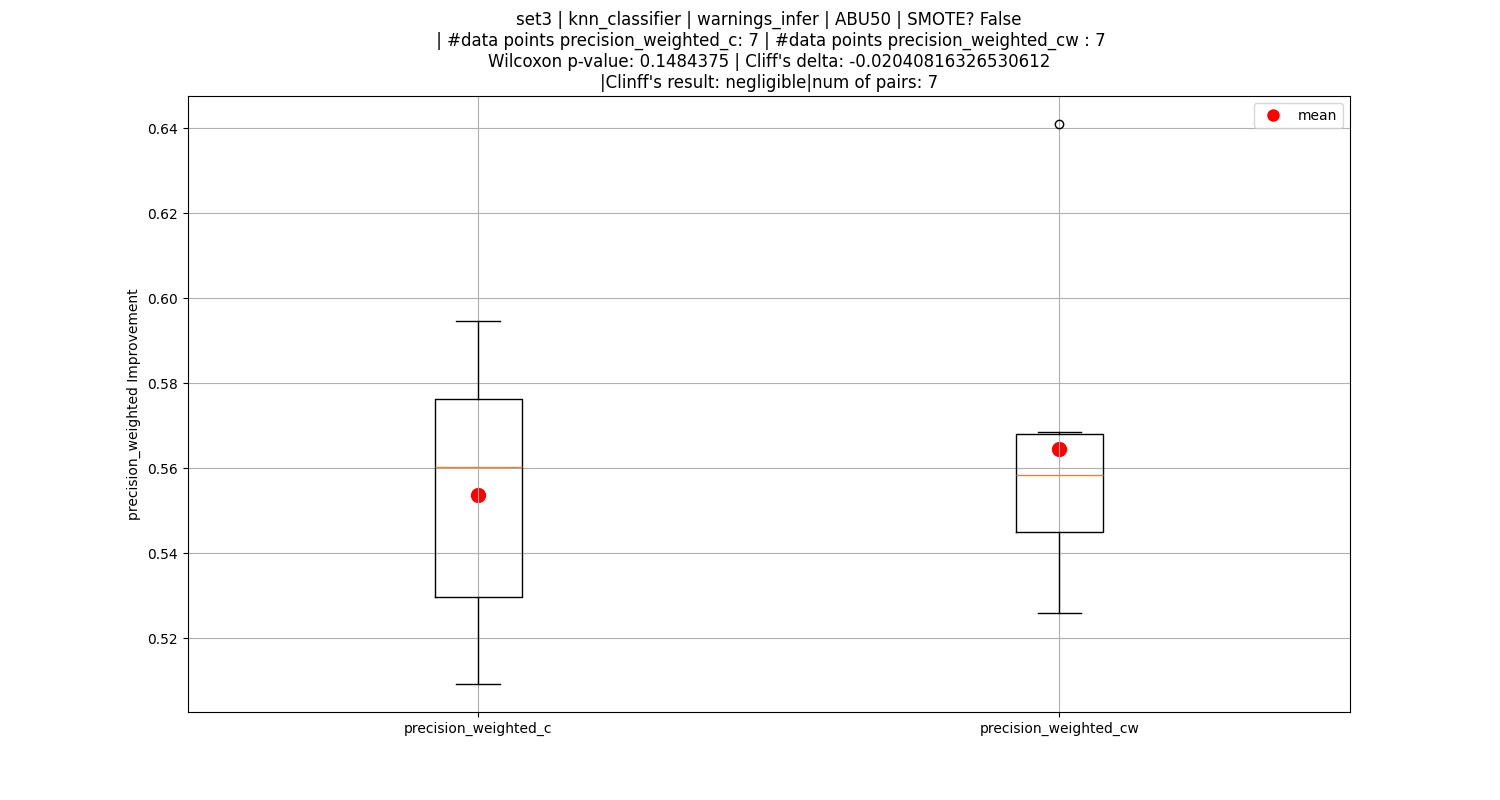 set3 | knn_classifier | warnings_infer | ABU50 | SMOTE? False
| #data points precision_weighted_c: 7 | #data points precision_weighted_cw : 7
Wilcoxon p-value: 0.1484375 | Cliff's delta: -0.02040816326530612
|Clinff's result: negligible|num of pairs: 7
mean
0.64
0.62
0.60
0.58
0.56
0.54
0.52
precision_weighted Improvement
precision_weighted_c
precision_weighted_cw